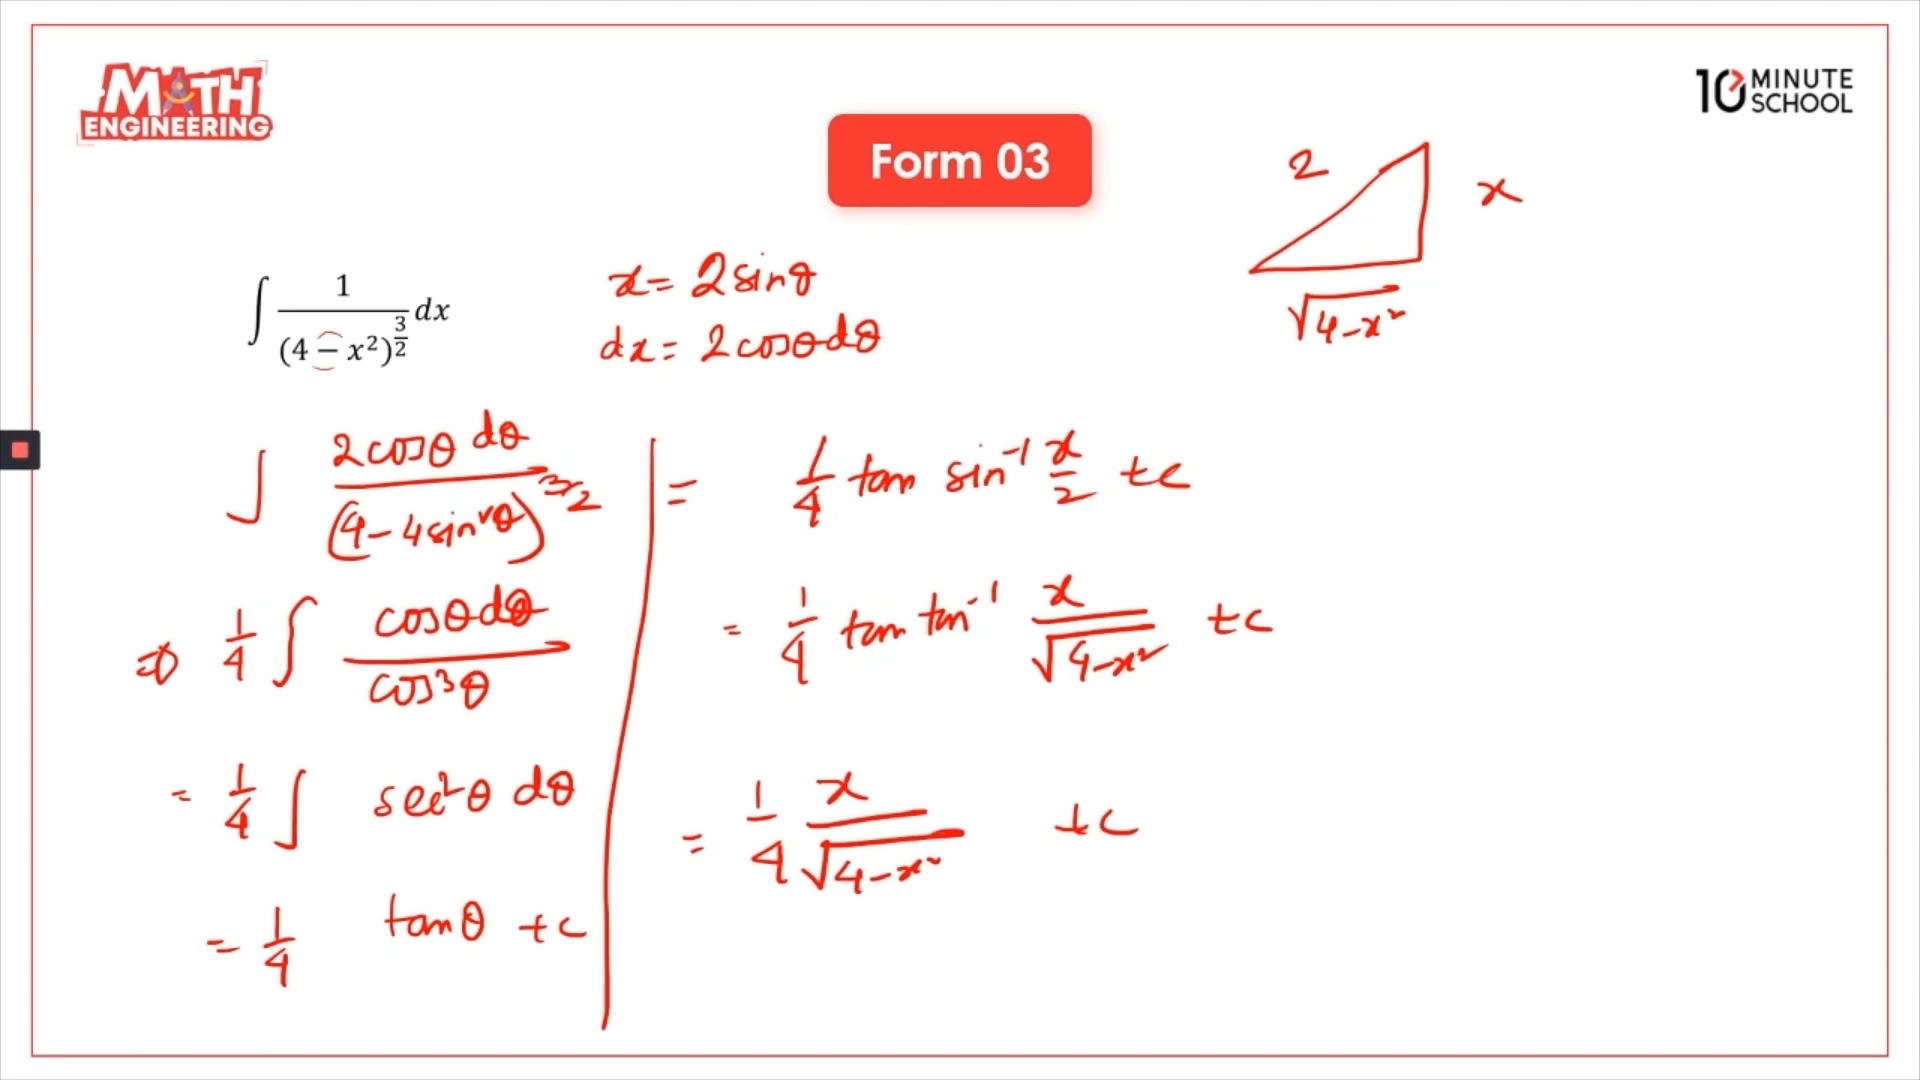 MATH
ENGINEERING
10 MINUTE
SCHOOL
Form 03
2
x
√4-x²
∫ 1/(4 − x²)^(3/2) dx
x = 2 sinθ
dx = 2cosθdθ
∫ 2cosθ dθ/(4-4sin²θ)^3/2
⇒ 1/4 ∫ cosθdθ/cos³θ
= 1/4 ∫ sec²θ dθ
= 1/4 tanθ +c
= 1/4 tan sin⁻¹ x/2 +c
= 1/4 tan tan⁻¹ x/√4-x² +c
= 1/4 x/√4-x² +c